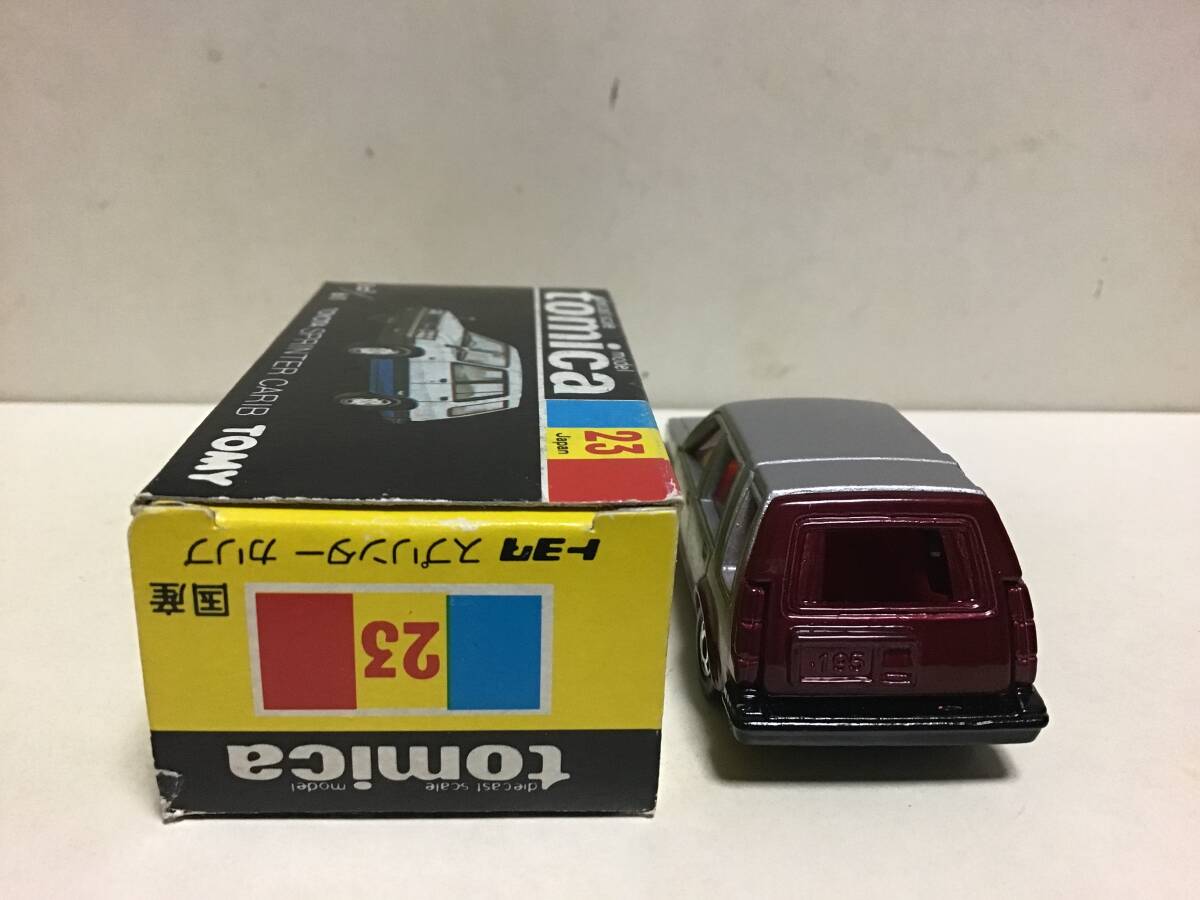 diecast scale model
tomica
23
Japan
TOYOTA SPRINTER CARIB TOMY
トヨタ スプリンター カリブ
国産
23
tomica
diecast scale model
·195